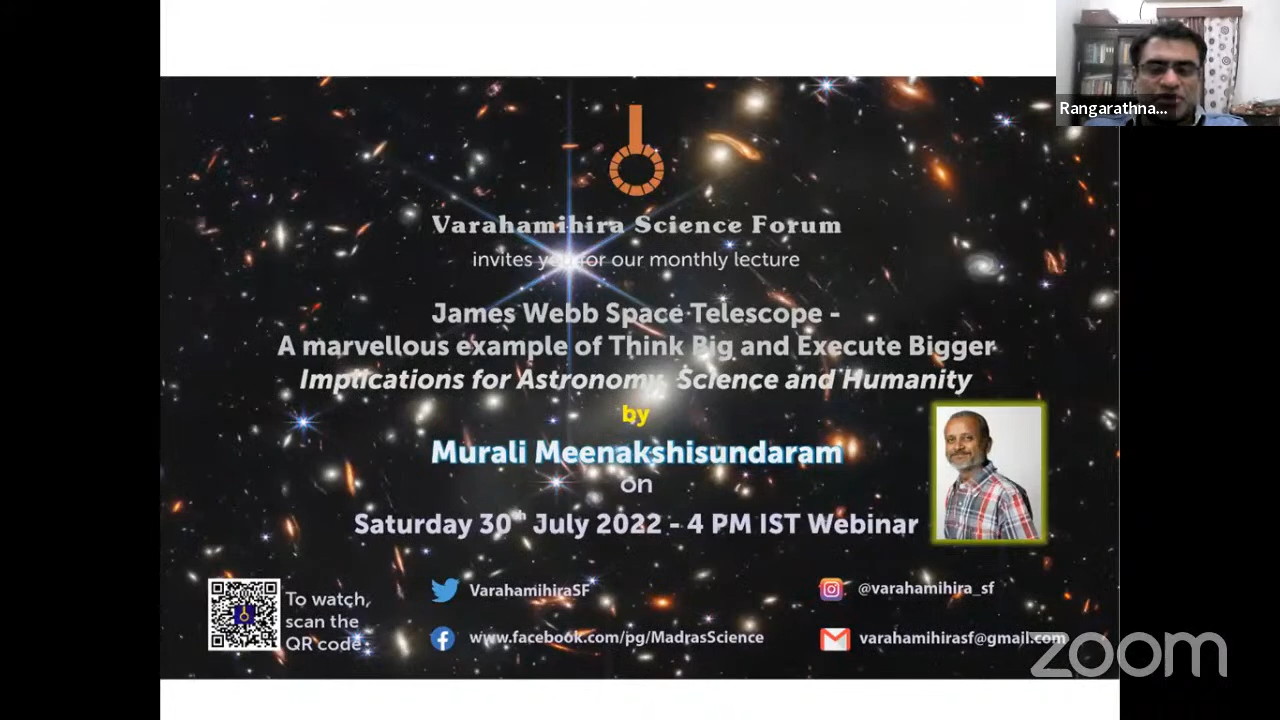 Rangarathna...
Varahamihira Science Forum
invites you for our monthly lecture
James Webb Space Telescope -
A marvellous example of Think Big and Execute Bigger
Implications for Astronomy, Science and Humanity
by
Murali Meenakshisundaram
on
Saturday 30th July 2022 - 4 PM IST Webinar
To watch,
scan the
QR code
VarahamihiraSF
@varahamihira_sf
www.facebook.com/pg/MadrasScience
varahamihirasf@gmail.com
zoom